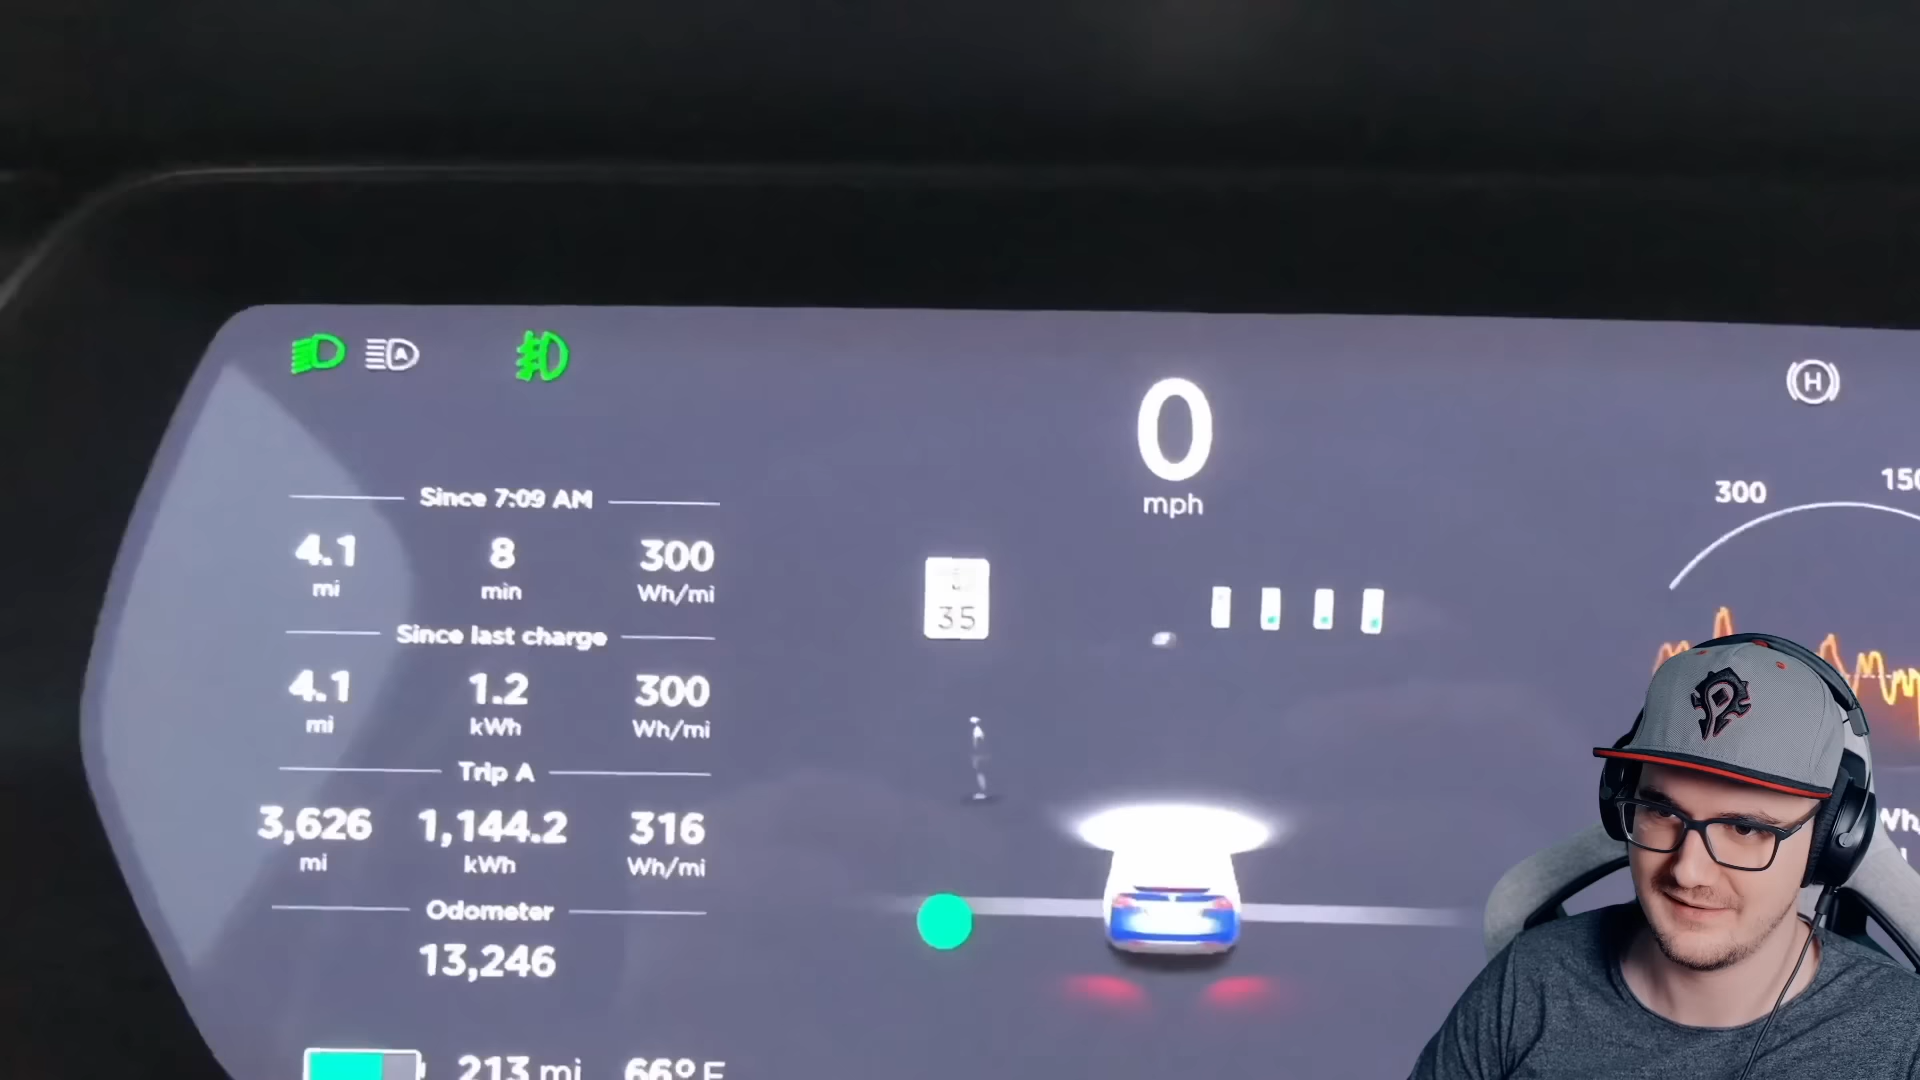 A
0
mph
H
300
150
Since 7:09 AM
4.1 8 300
mi min Wh/mi
35
Since last charge
4.1 1.2 300
mi kWh Wh/mi
Trip A
3,626 1,144.2 316
mi kWh Wh/mi
Wh/
Odometer
13,246
213 mi 66° F